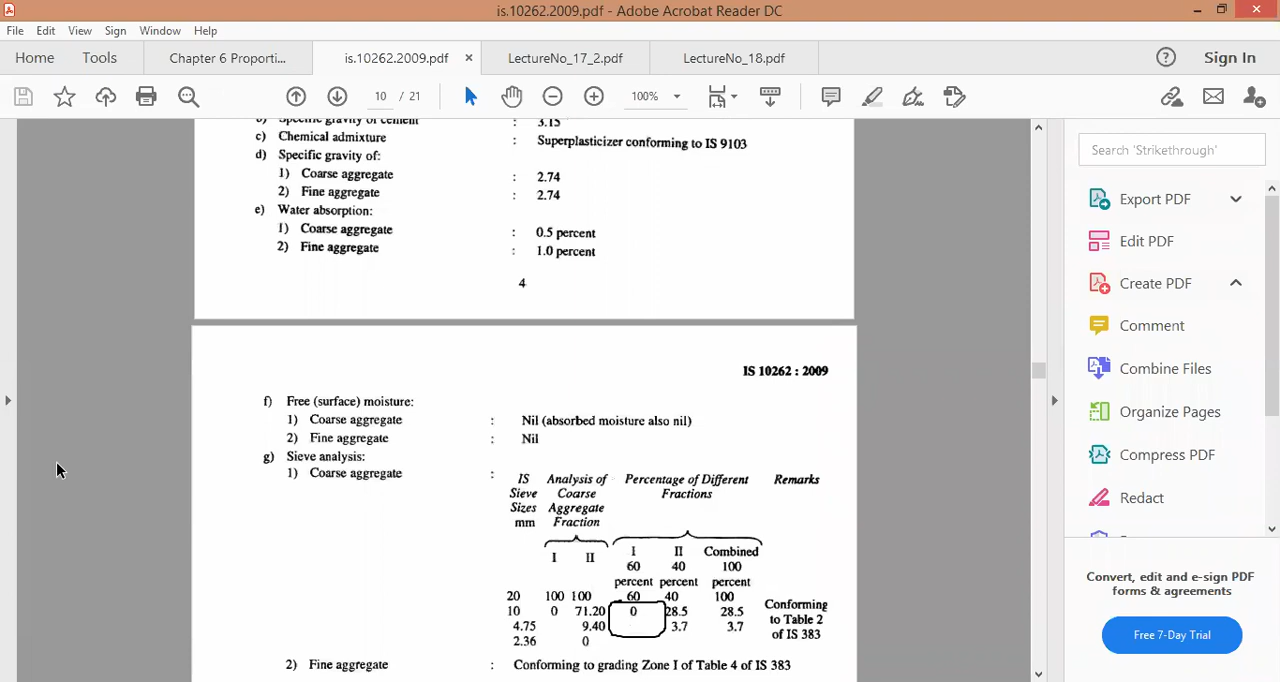 is.10262.2009.pdf - Adobe Acrobat Reader DC
File Edit View Sign Window Help
Home Tools Chapter 6 Proporti... is.10262.2009.pdf × LectureNo_17_2.pdf LectureNo_18.pdf Sign In
10 / 21 100%
b) Specific gravity of cement : 3.15
c) Chemical admixture : Superplasticizer conforming to IS 9103
d) Specific gravity of:
1) Coarse aggregate : 2.74
2) Fine aggregate : 2.74
e) Water absorption:
1) Coarse aggregate : 0.5 percent
2) Fine aggregate : 1.0 percent
4
IS 10262 : 2009
f) Free (surface) moisture:
1) Coarse aggregate : Nil (absorbed moisture also nil)
2) Fine aggregate : Nil
g) Sieve analysis:
1) Coarse aggregate :
IS Analysis of Percentage of Different Remarks
Sieve Coarse Fractions
Sizes Aggregate
mm Fraction
I II I II Combined
60 40 100
percent percent percent
20 100 100 60 40 100 Conforming
10 0 71.20 0 28.5 28.5 to Table 2
4.75 9.40 3.7 3.7 of IS 383
2.36 0
2) Fine aggregate : Conforming to grading Zone I of Table 4 of IS 383
Search 'Strikethrough'
Export PDF
Edit PDF
Create PDF
Comment
Combine Files
Organize Pages
Compress PDF
Redact
Convert, edit and e-sign PDF
forms & agreements
Free 7-Day Trial